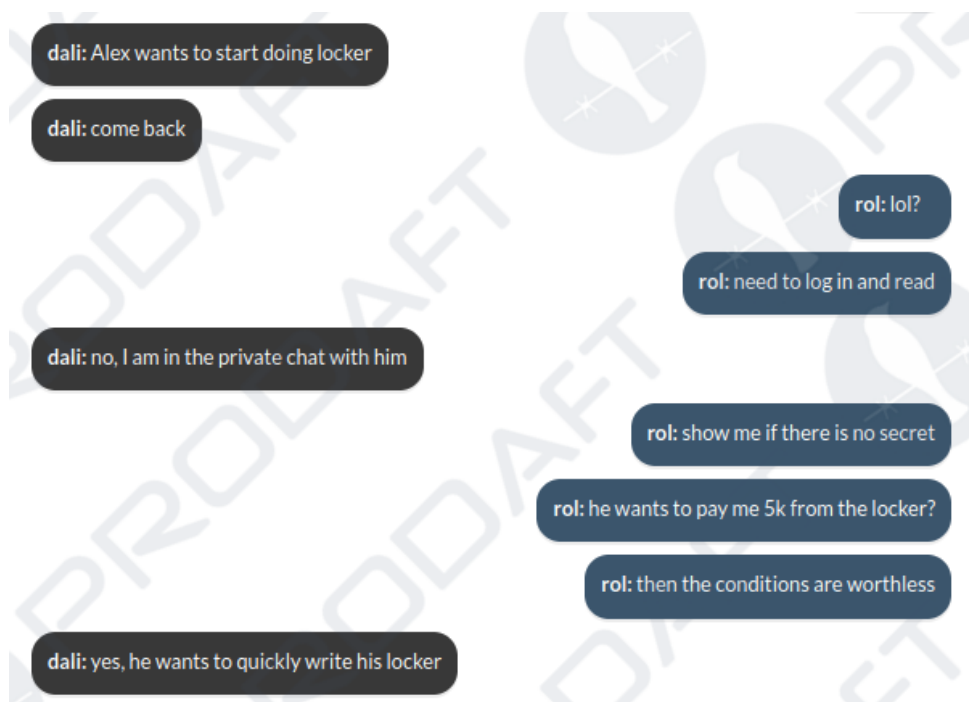 dali: Alex wants to start doing locker
dali: come back
rol: lol?
rol: need to log in and read
dali: no, I am in the private chat with him
rol: show me if there is no secret
rol: he wants to pay me 5k from the locker?
rol: then the conditions are worthless
dali: yes, he wants to quickly write his locker
PRODAFT
PRODAFT